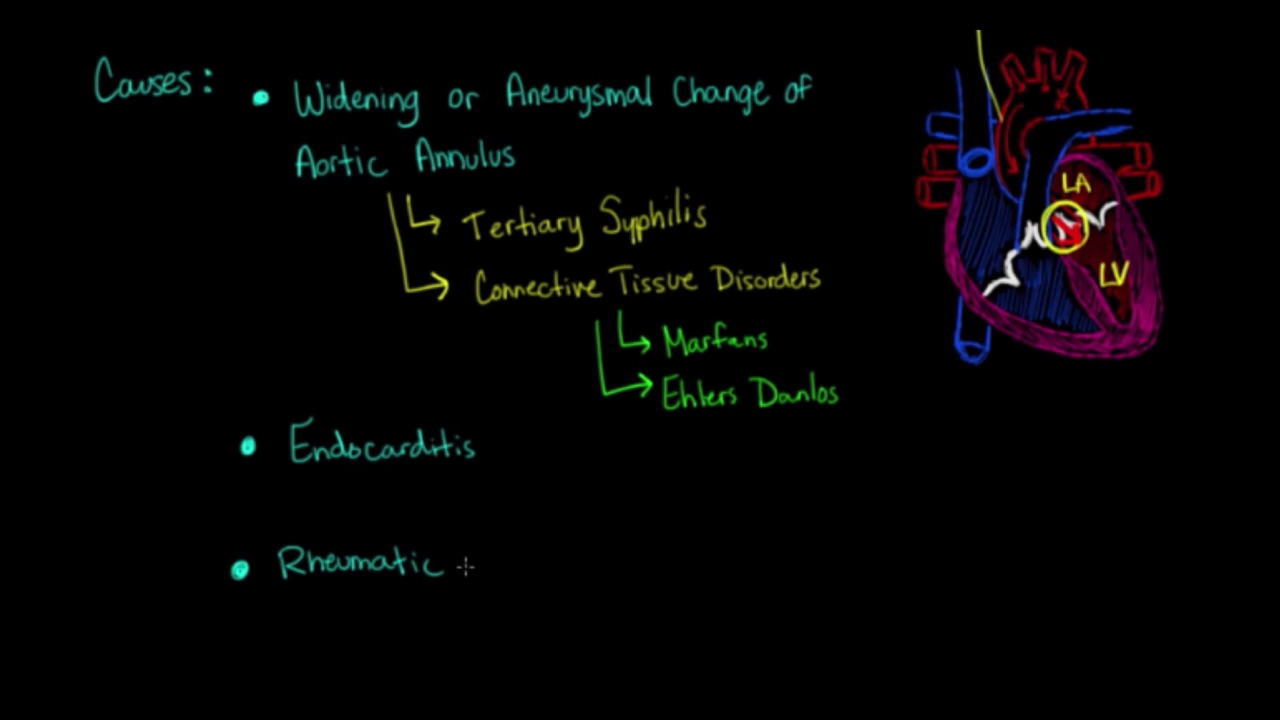 Causes:
• Widening or Aneurysmal Change of
Aortic Annulus
Tertiary Syphilis
Connective Tissue Disorders
Marfans
Ehlers Danlos
• Endocarditis
• Rheumatic
LA
LV